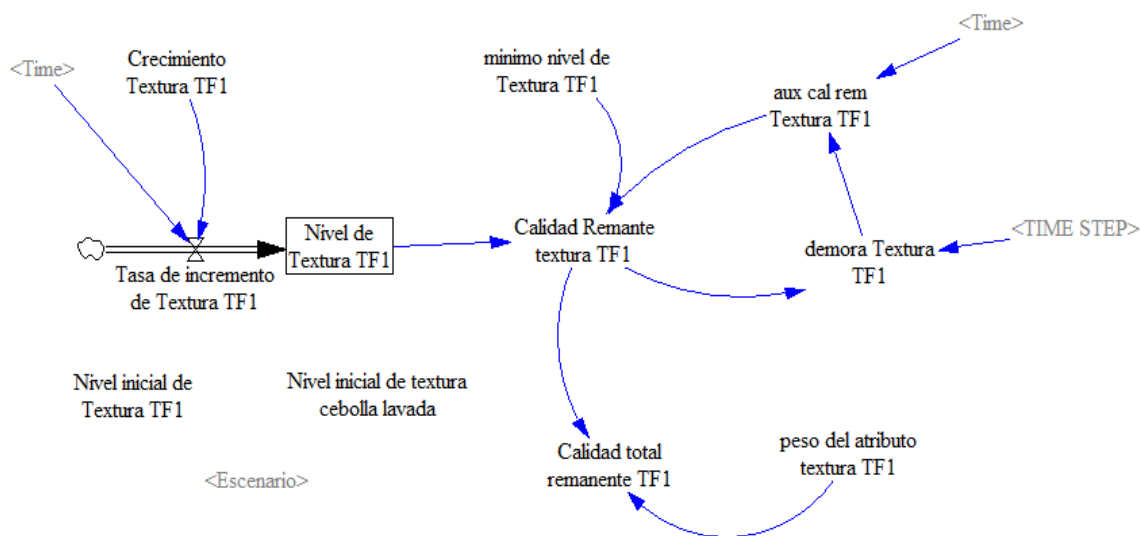 <Time>
Crecimiento
Textura TF1
minimo nivel de
Textura TF1
<Time>
aux cal rem
Textura TF1
Nivel de
Textura TF1
Calidad Remante
textura TF1
<TIME STEP>
demora Textura
TF1
Tasa de incremento
de Textura TF1
Nivel inicial de
Textura TF1
Nivel inicial de textura
cebolla lavada
Calidad total
remanente TF1
peso del atributo
textura TF1
<Escenario>